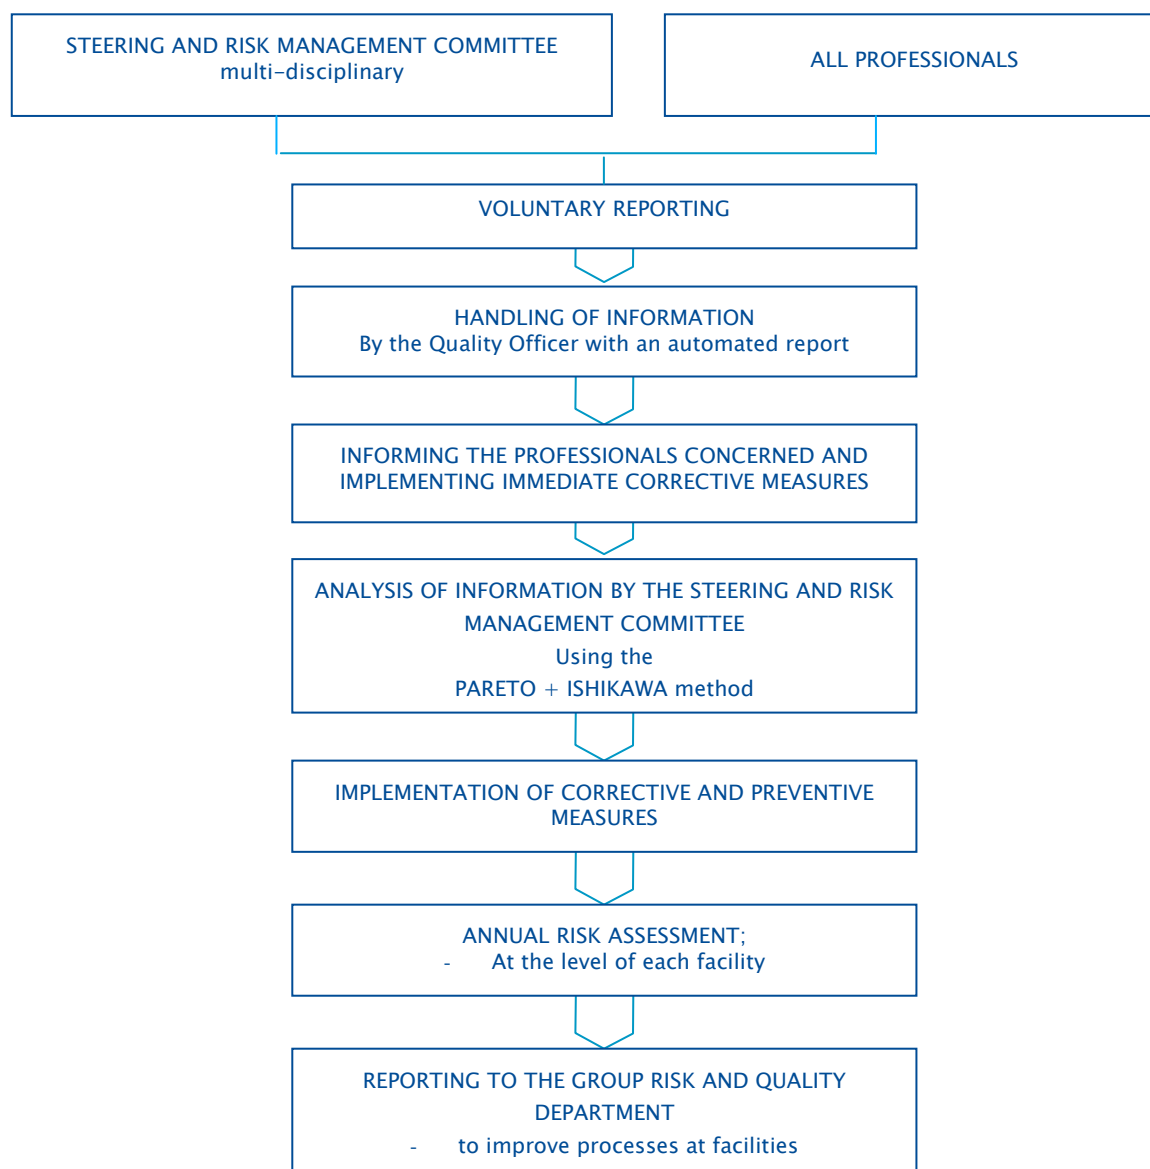 STEERING AND RISK MANAGEMENT COMMITTEE
multi-disciplinary
ALL PROFESSIONALS
VOLUNTARY REPORTING
HANDLING OF INFORMATION
By the Quality Officer with an automated report
INFORMING THE PROFESSIONALS CONCERNED AND
IMPLEMENTING IMMEDIATE CORRECTIVE MEASURES
ANALYSIS OF INFORMATION BY THE STEERING AND RISK
MANAGEMENT COMMITTEE
Using the
PARETO + ISHIKAWA method
IMPLEMENTATION OF CORRECTIVE AND PREVENTIVE
MEASURES
ANNUAL RISK ASSESSMENT;
- At the level of each facility
REPORTING TO THE GROUP RISK AND QUALITY
DEPARTMENT
- to improve processes at facilities